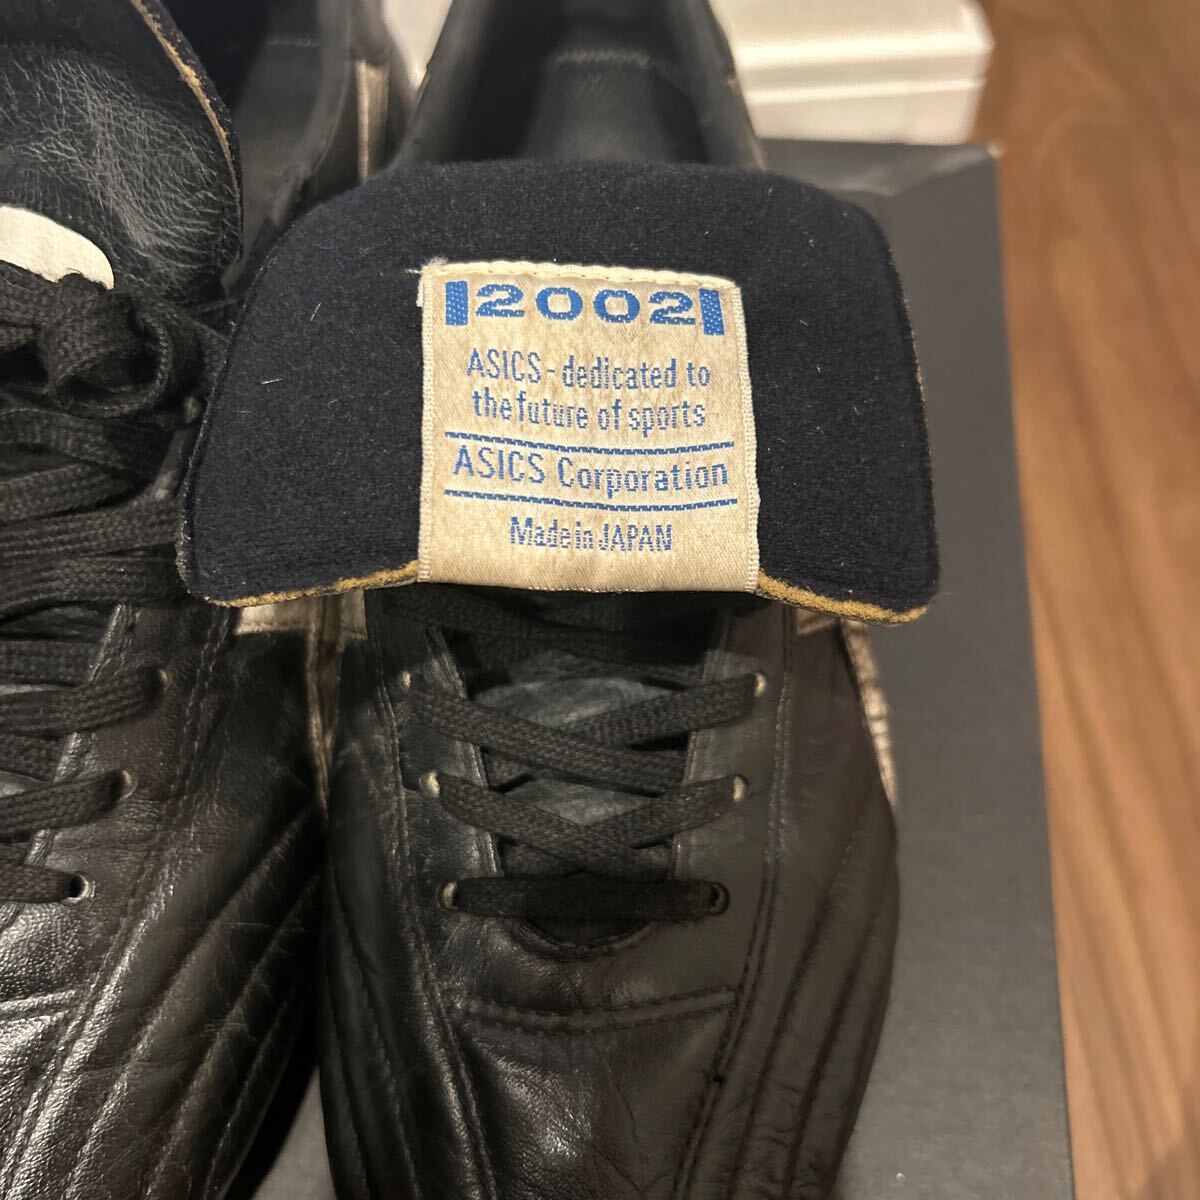 2002
ASICS - dedicated to
the future of sports
ASICS Corporation
Made in JAPAN